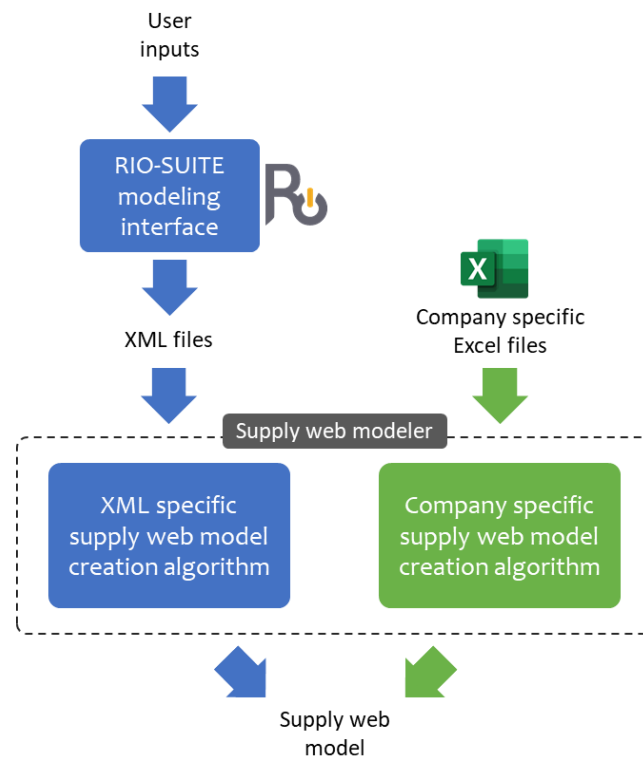 User
inputs
RIO-SUITE
modeling
interface
XML files
X
Company specific
Excel files
Supply web modeler
XML specific
supply web model
creation algorithm
Company specific
supply web model
creation algorithm
Supply web
model